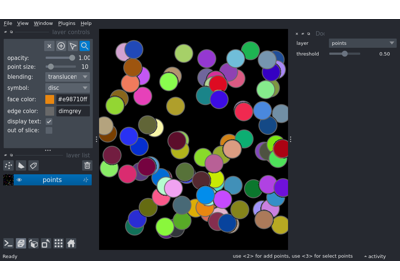 File View Plugins Window Help
layer controls
opacity: 1.00
point size: 10
blending: translucen
symbol: disc
face color: #e98710ff
edge color: dimgrey
display text:
out of slice:
layer list
points
layer points
threshold 0.50
Ready
use <2> for add points, use <3> for select points
activity